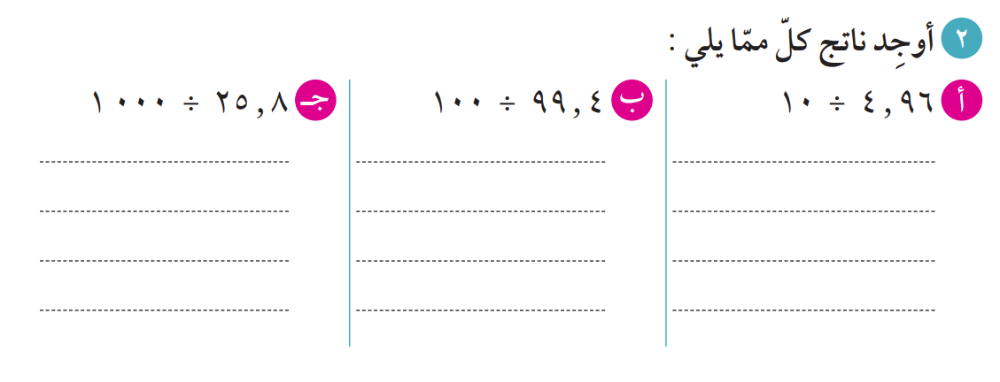 ٢ أوجِد ناتج كلّ ممّا يلي :
أ ٤,٩٦ ÷ ١٠
ب ٩٩,٤ ÷ ١٠٠
جـ ٢٥,٨ ÷ ١٠٠٠